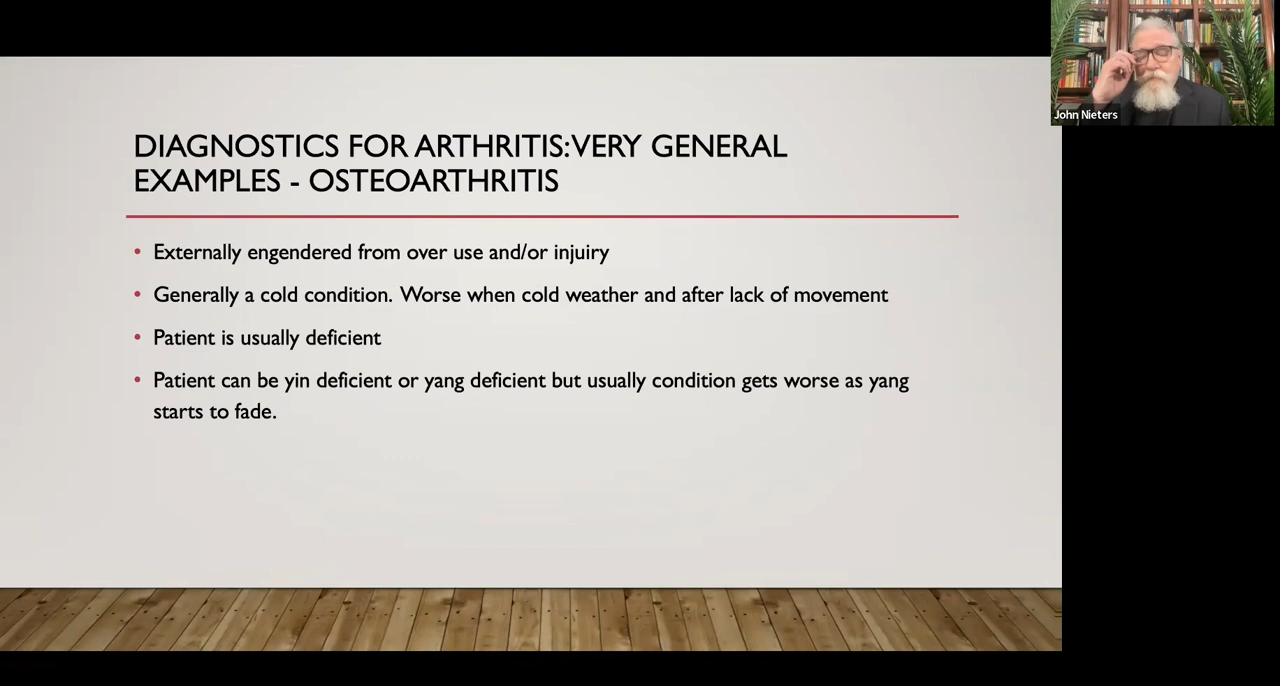 DIAGNOSTICS FOR ARTHRITIS:VERY GENERAL
EXAMPLES - OSTEOARTHRITIS
• Externally engendered from over use and/or injuiry
• Generally a cold condition. Worse when cold weather and after lack of movement
• Patient is usually deficient
• Patient can be yin deficient or yang deficient but usually condition gets worse as yang
starts to fade.
John Nieters